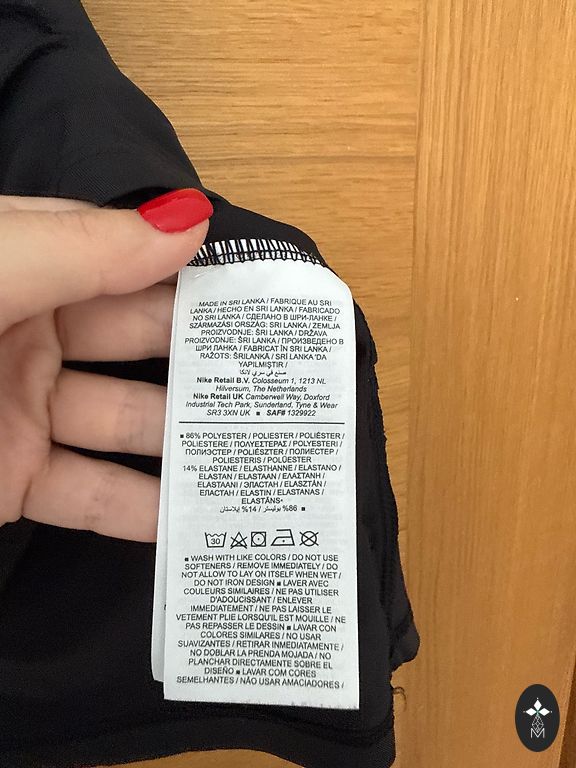 MADE IN SRI LANKA / FABRIQUE AU SRI
LANKA / HECHO EN SRI LANKA / FABRICADO
NO SRI LANKA / СДЕЛАНО В ШРИ-ЛАНКЕ /
SZÁRMAZÁSI ORSZÁG: SRI LANKA / ZEMLJA
PROIZVODNJE: ŠRI LANKA / DRŽAVA
PROIZVODNJE: ŠRI LANKA / ПРОИЗВЕДЕНО В
ШРИ ЛАНКА / FABRICAT ÎN SRI LANKA /
RAŽOTS: ŠRILANKĀ / SRİ LANKA 'DA
YAPILMIŞTIR /
صنع في سري لانكا
Nike Retail B.V. Colosseum 1, 1213 NL
Hilversum, The Netherlands
Nike Retail UK Camberwell Way, Doxford
Industrial Tech Park, Sunderland, Tyne & Wear
SR3 3XN UK ■ SAF# 1329922
■ 86% POLYESTER / POLIESTER / POLIÉSTER /
POLIESTERE / ΠΟΛΥΕΣΤΕΡΑΣ / POLYESTERI /
ПОЛИЭСТЕР / POLIÉSZTER / ПОЛИЕСТЕР /
POLIESTERIS / POLÜESTER
14% ELASTANE / ELASTHANNE / ELASTANO /
ELASTAN / ELASTAAN / ΕΛΑΣΤΑΝΗ /
ELASTAANI / ЭЛАСТАН / ELASZTÁN /
ЕЛАСТАН / ELASTIN / ELASTANAS /
ELASTĀNS
■ 86% بوليستر / 14% إيلاستان
30
■ WASH WITH LIKE COLORS / DO NOT USE
SOFTENERS / REMOVE IMMEDIATELY / DO
NOT ALLOW TO LAY ON ITSELF WHEN WET /
DO NOT IRON DESIGN ■ LAVER AVEC
COULEURS SIMILAIRES / NE PAS UTILISER
D'ADOUCISSANT / ENLEVER
IMMÉDIATEMENT / NE PAS LAISSER LE
VETEMENT PLIE LORSQU'IL EST MOUILLE / NE
PAS REPASSER LE DESSIN ■ LAVAR CON
COLORES SIMILARES / NO USAR
SUAVIZANTES / RETIRAR INMEDIATAMENTE /
NO DOBLAR LA PRENDA MOJADA / NO
PLANCHAR DIRECTAMENTE SOBRE EL
DISEÑO ■ LAVAR COM CORES
SEMELHANTES / NÃO USAR AMACIADORES /
M